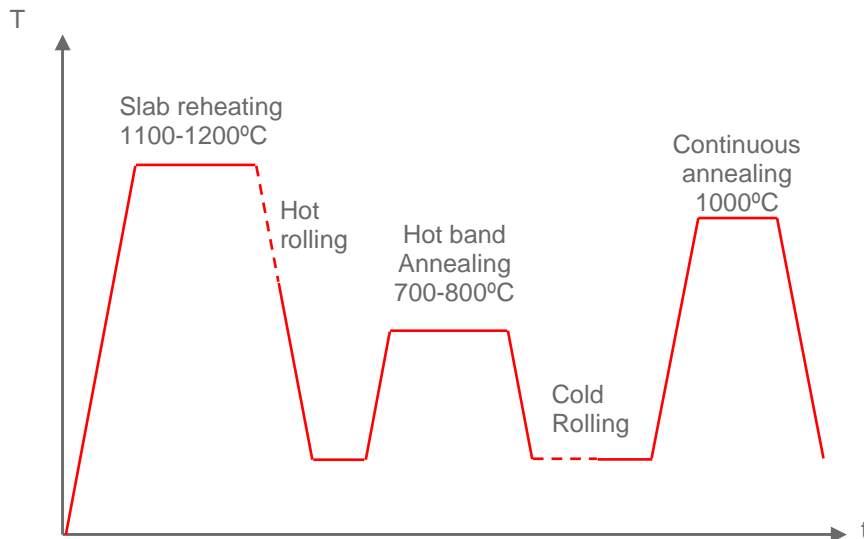 T
Slab reheating
1100-1200ºC
Hot
rolling
Hot band
Annealing
700-800ºC
Cold
Rolling
Continuous
annealing
1000ºC
t